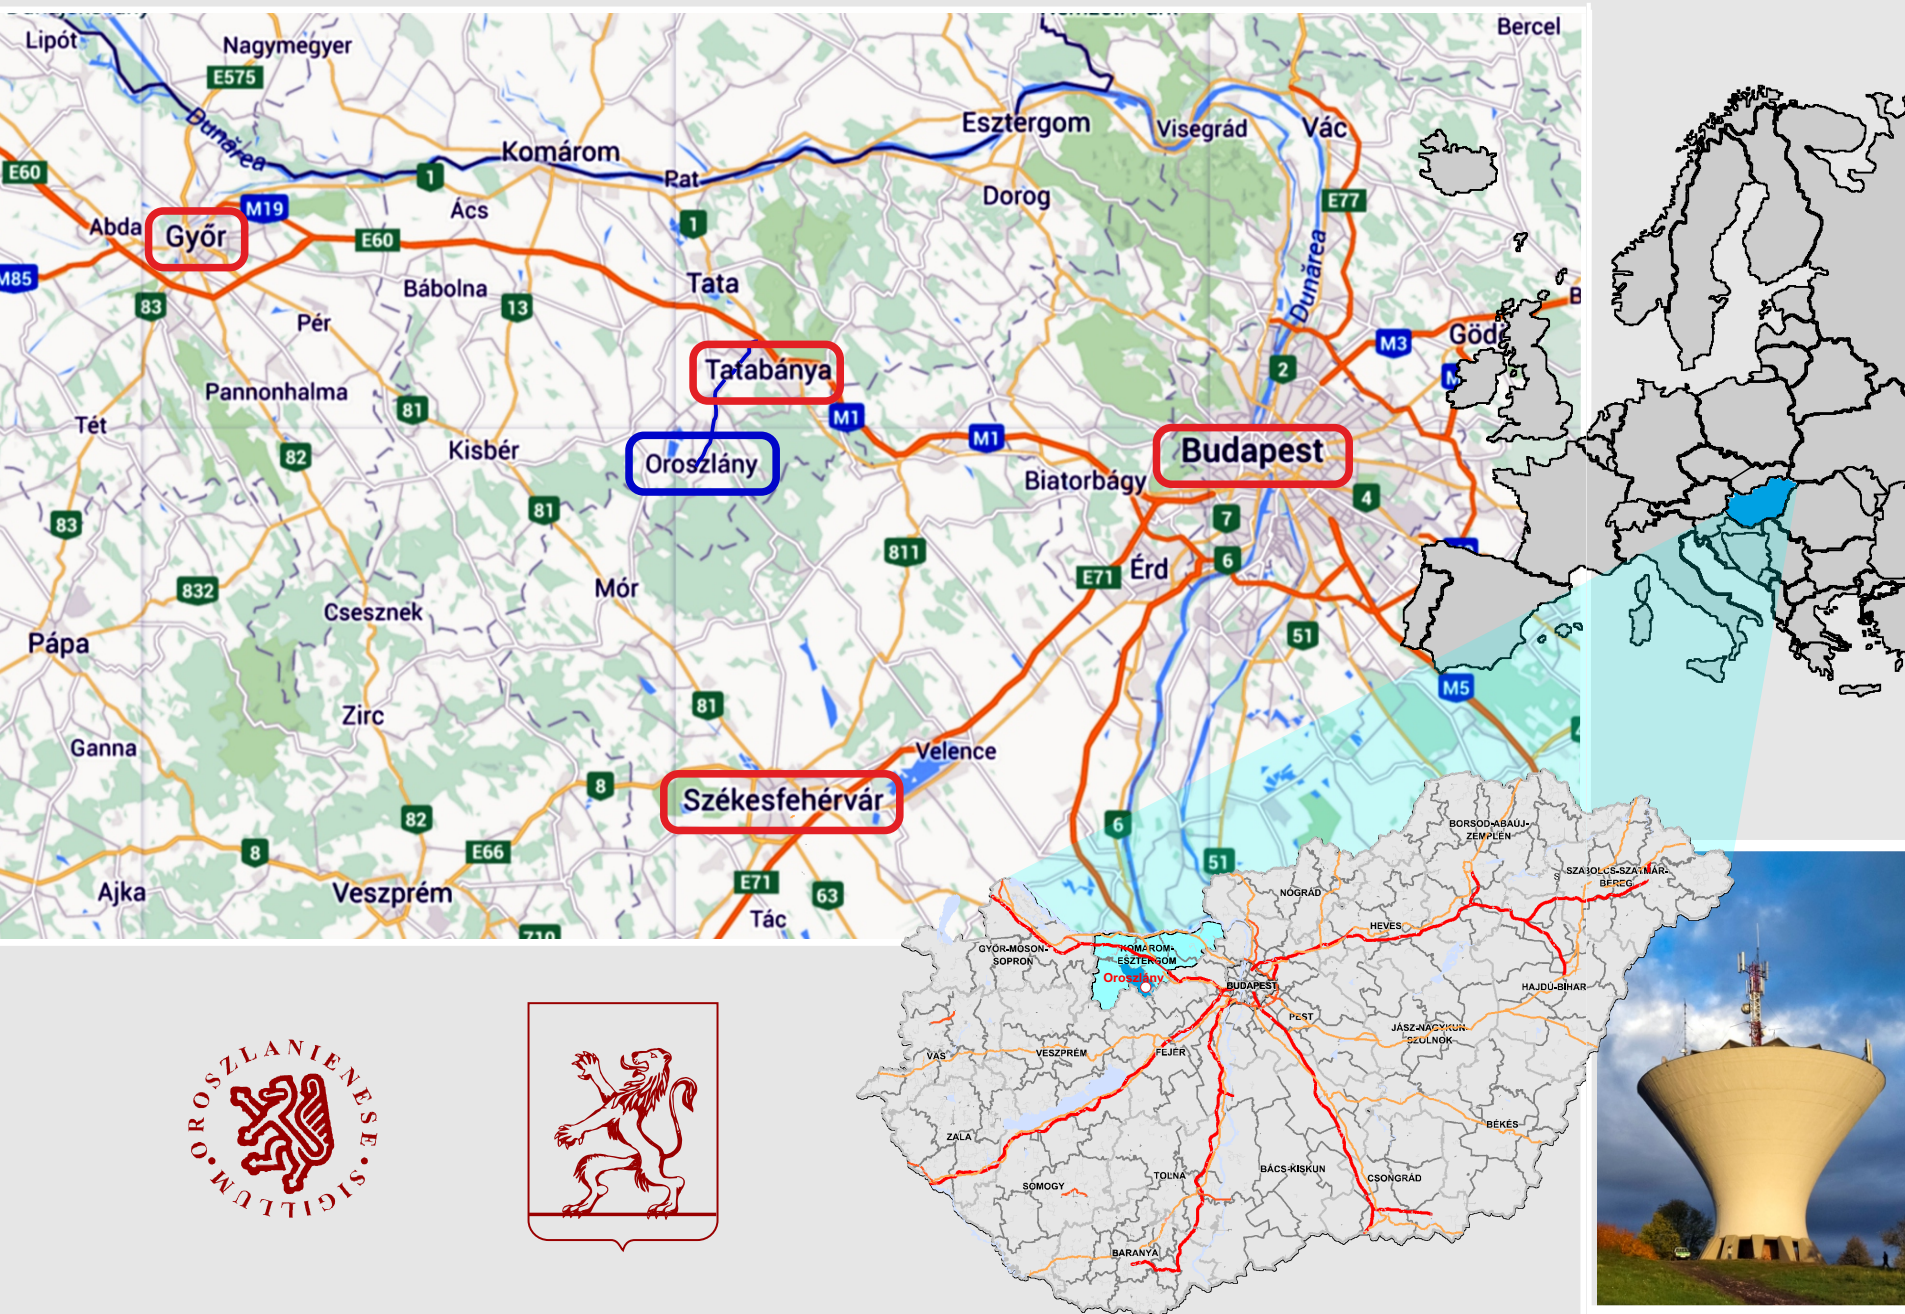 Lipót
Nagymegyer
Bercel
E575
Dunărea
Esztergom
Visegrád
Vác
Komárom
E60
1
Pat
Dorog
E77
Abda
Győr
M19
Ács
1
E60
Dunărea
M85
83
Bábolna
13
Tata
Pér
M3
Göd
2
Tatabánya
Pannonhalma
81
M1
M1
Tét
82
Kisbér
Oroszlány
Budapest
Biatorbágy
83
81
7
4
811
6
E71
Érd
832
Csesznek
Mór
Pápa
51
Zirc
81
M5
Ganna
Velence
8
Székesfehérvár
82
6
8
E66
51
Ajka
Veszprém
E71
63
Tác
710
BORSOD-ABAÚJ-
ZEMPLÉN
SZABOLCS-SZATMÁR-
BEREG
NÓGRÁD
HEVES
GYŐR-MOSON-
SOPRON
KOMÁROM-
ESZTERGOM
Oroszlány
BUDAPEST
HAJDÚ-BIHAR
PEST
JÁSZ-NAGYKUN-
SZOLNOK
VAS
VESZPRÉM
FEJÉR
BÉKÉS
ZALA
TOLNA
BÁCS-KISKUN
CSONGRÁD
SOMOGY
BARANYA
OROSZLANIENESE • SIGILLUM •